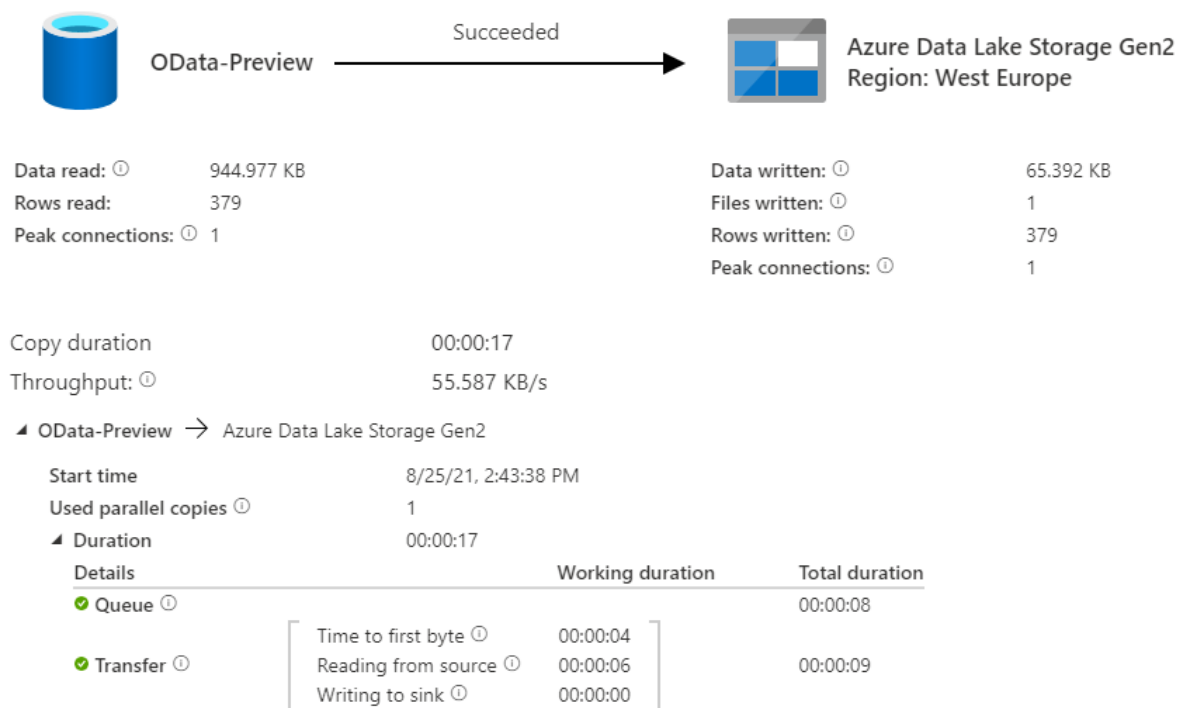 Succeeded
OData-Preview
Azure Data Lake Storage Gen2
Region: West Europe
Data read: 944.977 KB
Rows read: 379
Peak connections: 1
Data written: 65.392 KB
Files written: 1
Rows written: 379
Peak connections: 1
Copy duration 00:00:17
Throughput: 55.587 KB/s
OData-Preview → Azure Data Lake Storage Gen2
Start time 8/25/21, 2:43:38 PM
Used parallel copies 1
Duration 00:00:17
Details Working duration Total duration
Queue 00:00:08
Time to first byte 00:00:04
Transfer Reading from source 00:00:06 00:00:09
Writing to sink 00:00:00